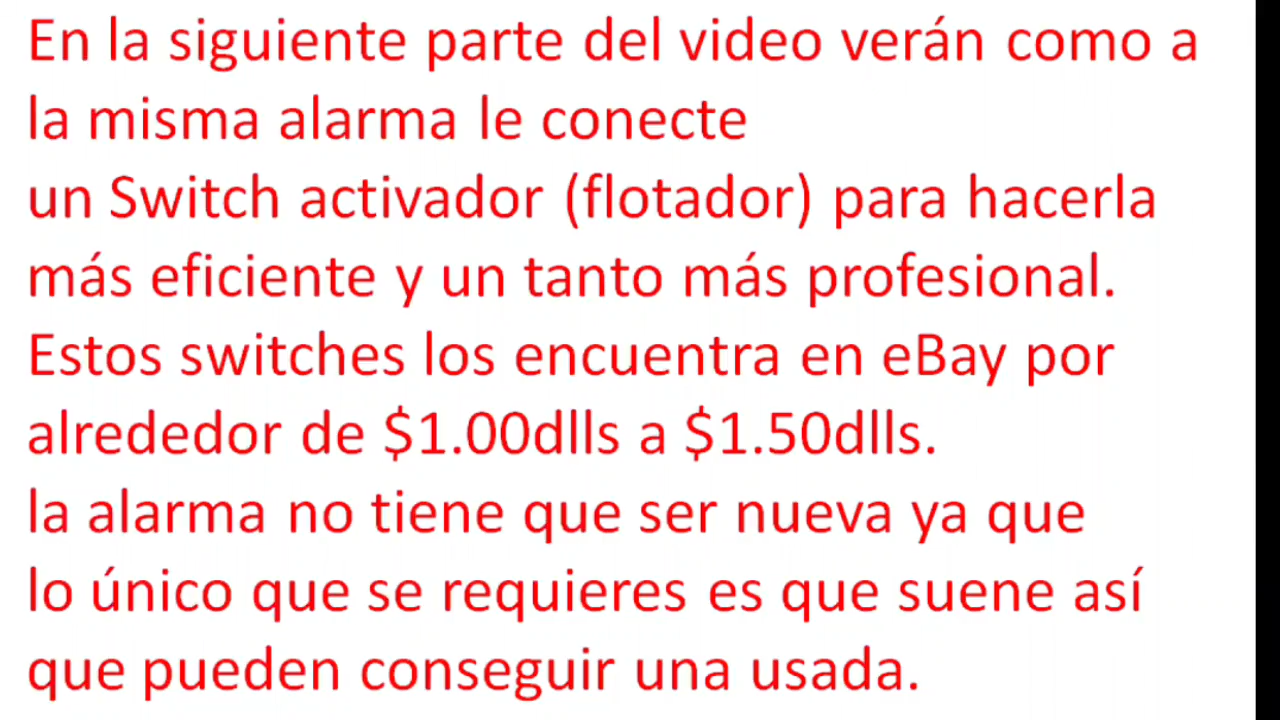 En la siguiente parte del video verán como a
la misma alarma le conecte
un Switch activador (flotador) para hacerla
más eficiente y un tanto más profesional.
Estos switches los encuentra en eBay por
alrededor de $1.00dlls a $1.50dlls.
la alarma no tiene que ser nueva ya que
lo único que se requieres es que suene así
que pueden conseguir una usada.